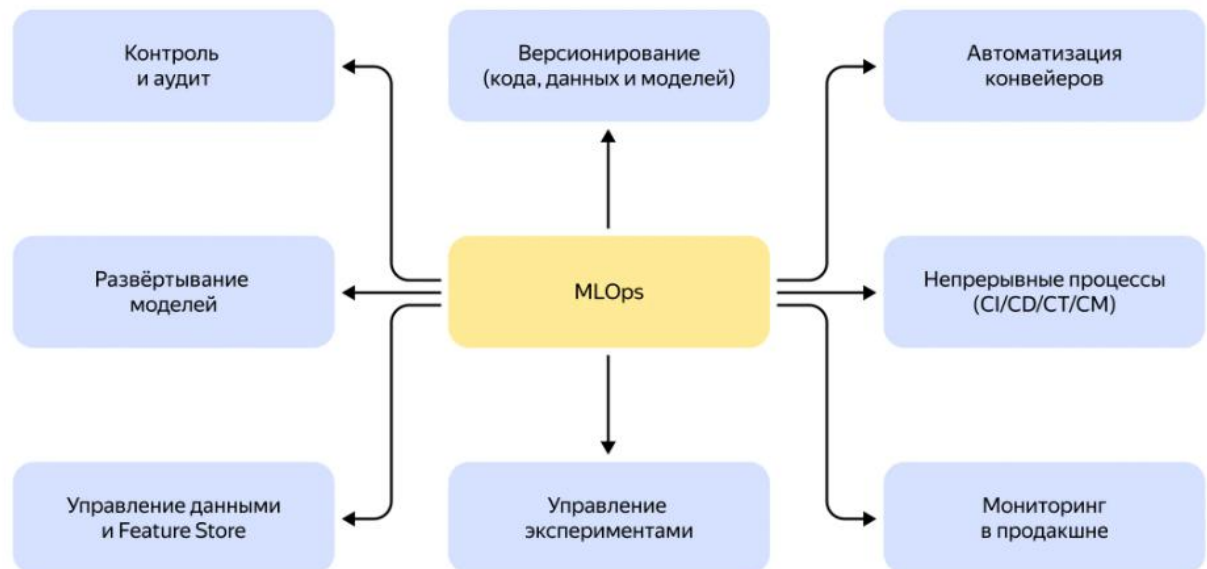 Контроль
и аудит
Версионирование
(кода, данных и моделей)
Автоматизация
конвейеров
Развёртывание
моделей
MLOps
Непрерывные процессы
(CI/CD/CT/CM)
Управление данными
и Feature Store
Управление
экспериментами
Мониторинг
в продакшне